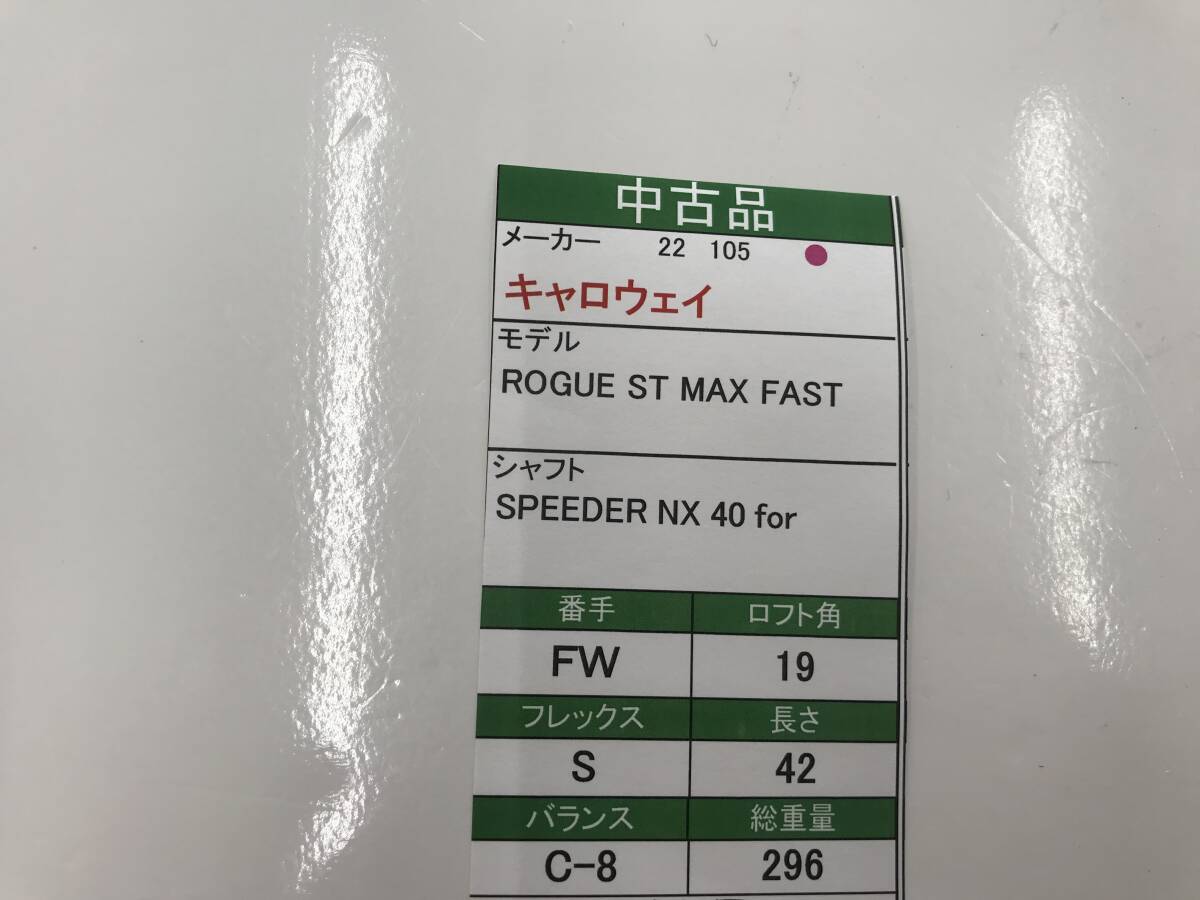 中古品
メーカー 22 105
キャロウェイ
モデル
ROGUE ST MAX FAST
シャフト
SPEEDER NX 40 for
番手 ロフト角
FW 19
フレックス 長さ
S 42
バランス 総重量
C-8 296